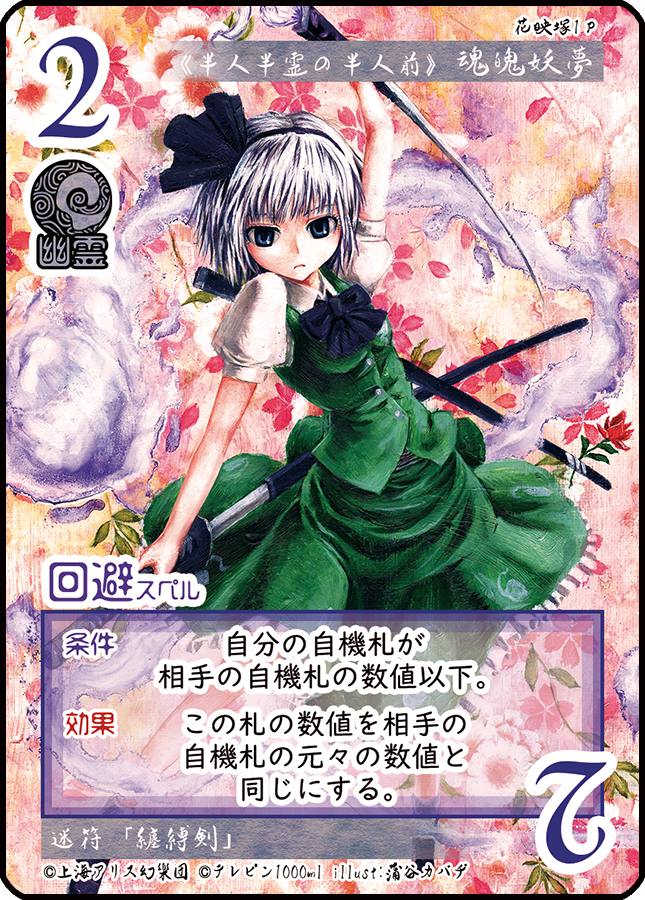 花映塚1P
2
《半人半霊の半人前》 魂魄妖夢
幽霊
回避スペル
条件
自分の自機札が
相手の自機札の数値以下。
効果
この札の数値を相手の
自機札の元々の数値と
同じにする。
2
迷符「纏縛剣」
©上海アリス幻樂団 ©テレピン1000ml illust:蒲谷カバヂ